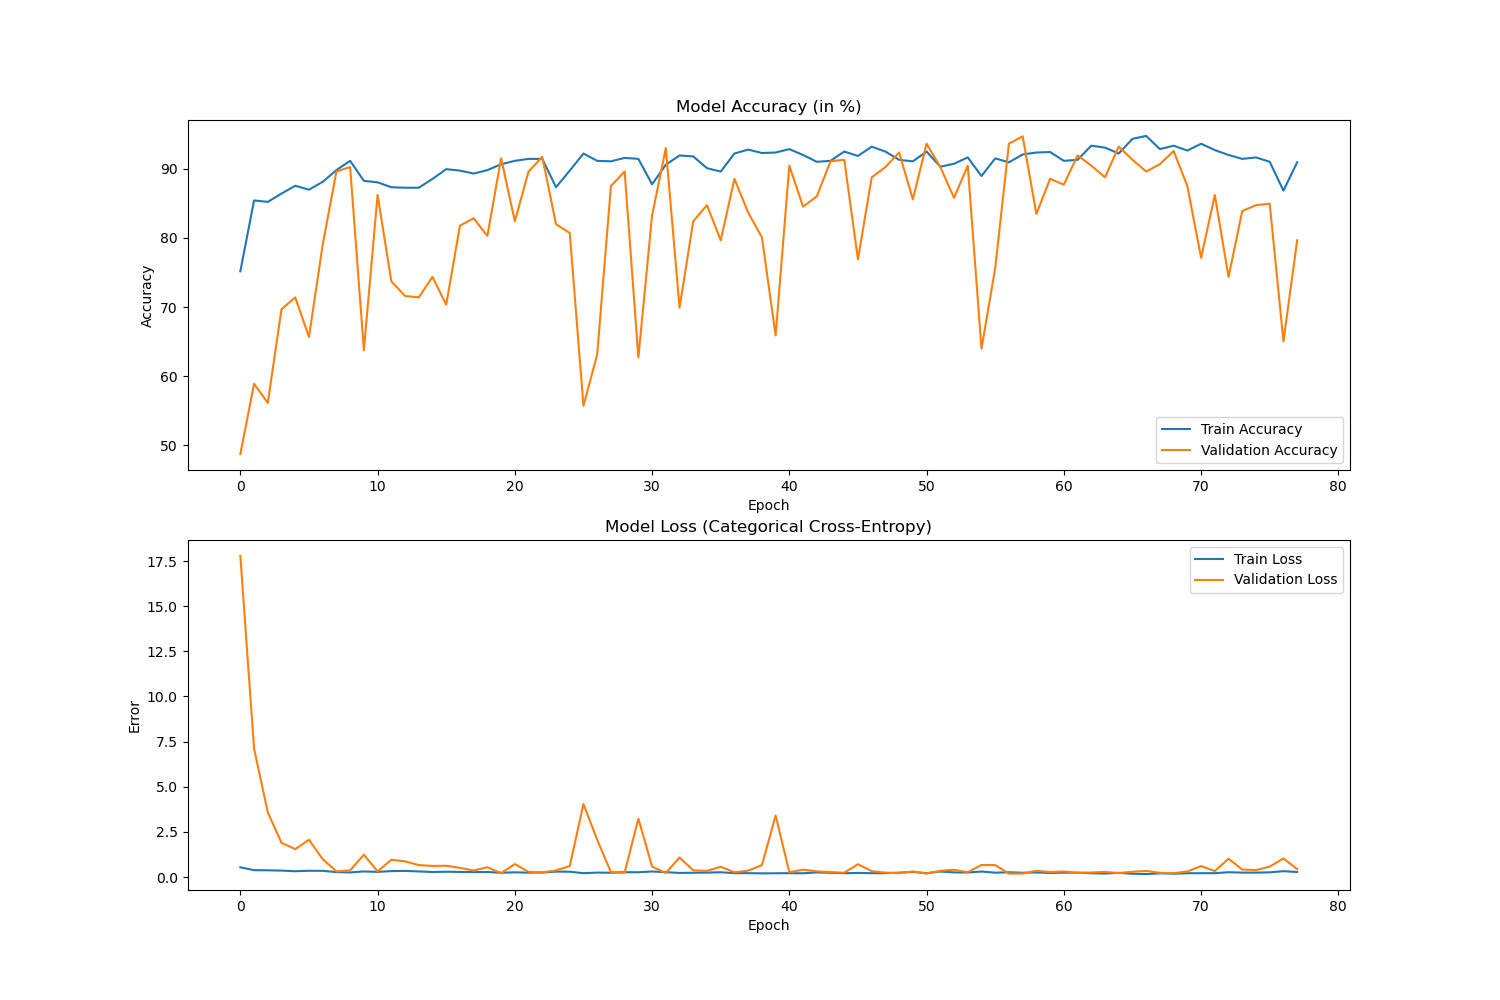 Model Accuracy (in %)
Accuracy
90
80
70
60
50
Train Accuracy
Validation Accuracy
0 10 20 30 40 50 60 70 80
Epoch
Model Loss (Categorical Cross-Entropy)
Error
17.5
15.0
12.5
10.0
7.5
5.0
2.5
0.0
Train Loss
Validation Loss
0 10 20 30 40 50 60 70 80
Epoch